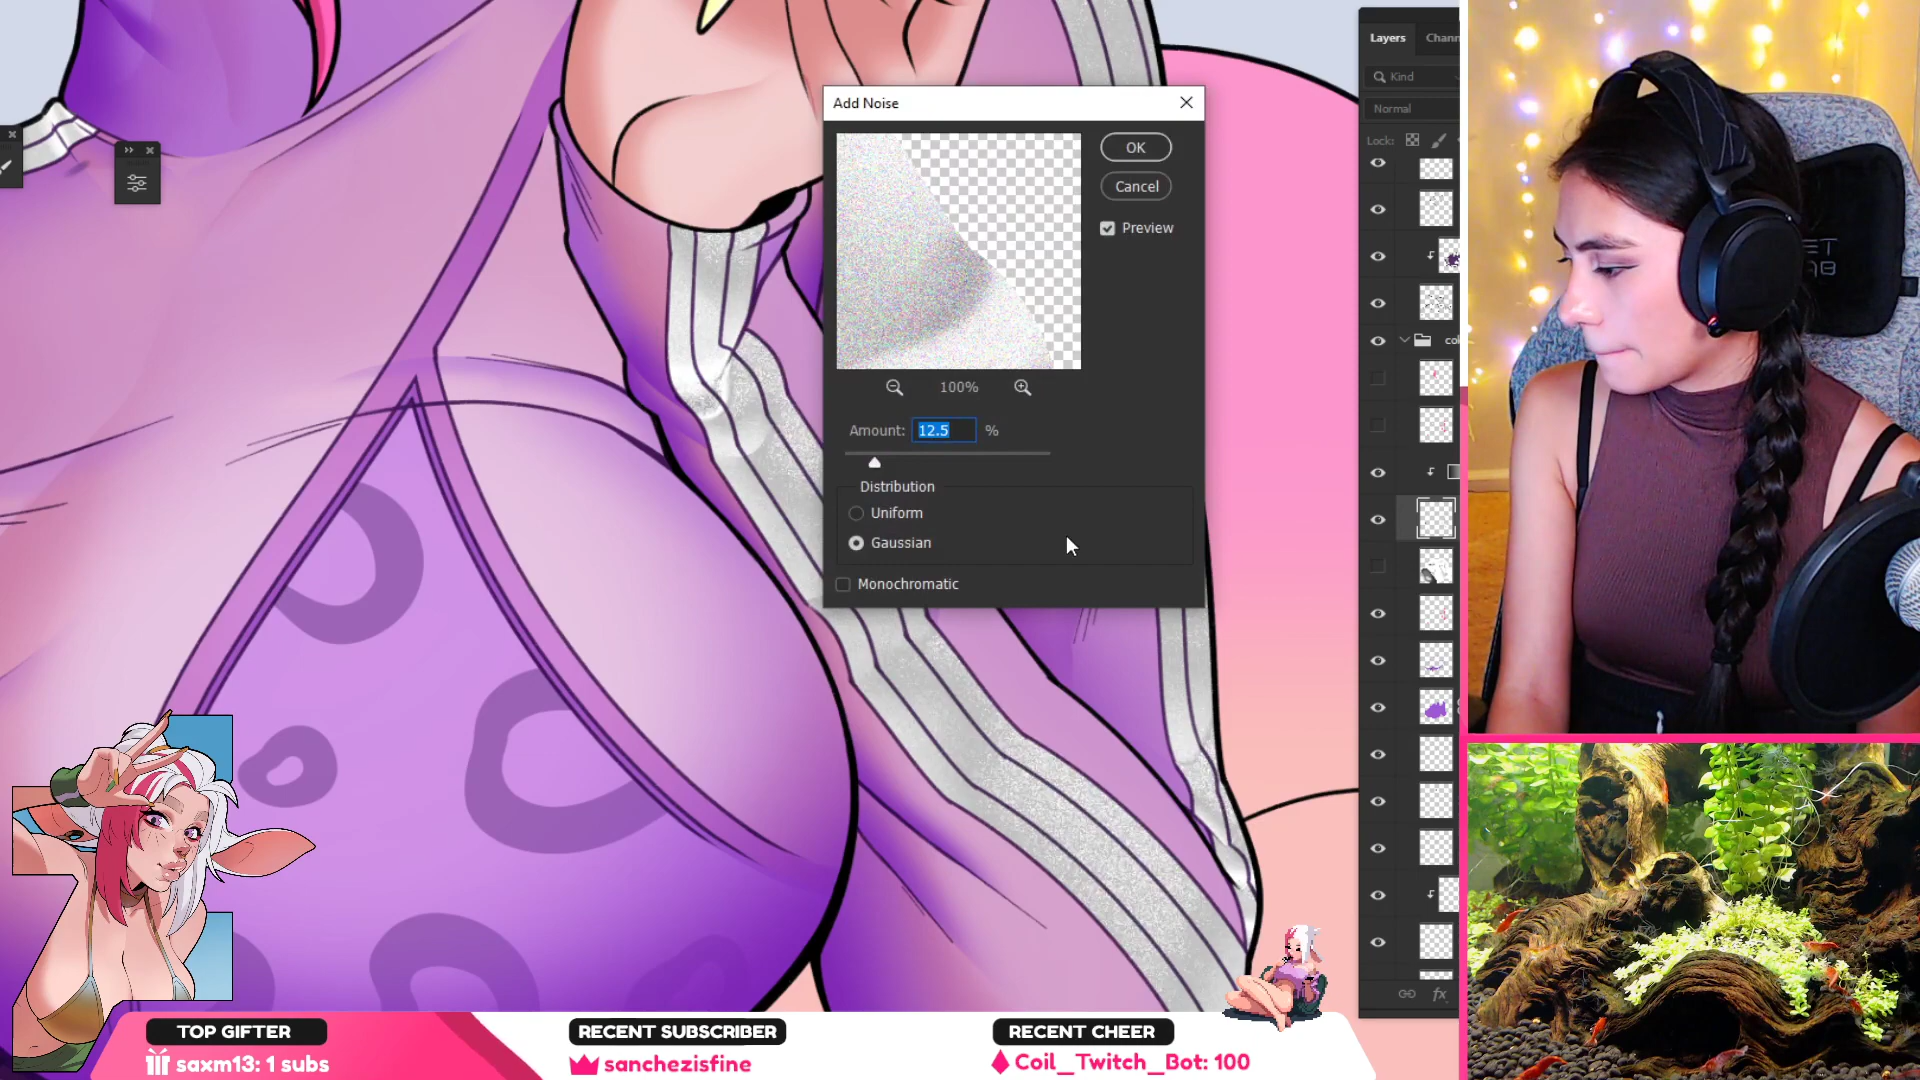 Add Noise
OK
Cancel
Preview
100%
Amount: 12.5 %
Distribution
Uniform
Gaussian
Monochromatic
Layers
Kind
Normal
Lock:
fx
TOP GIFTER
saxm13: 1 subs
RECENT SUBSCRIBER
sanchezisfine
RECENT CHEER
Coil_Twitch_Bot: 100